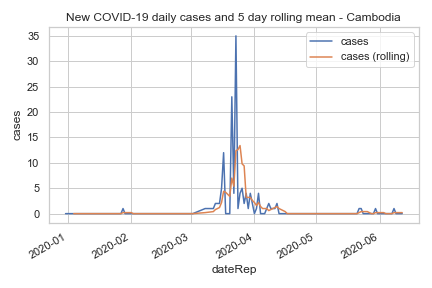 New COVID-19 daily cases and 5 day rolling mean - Cambodia
cases
cases (rolling)
cases
35
30
25
20
15
10
5
0
2020-01
2020-02
2020-03
2020-04
2020-05
2020-06
dateRep